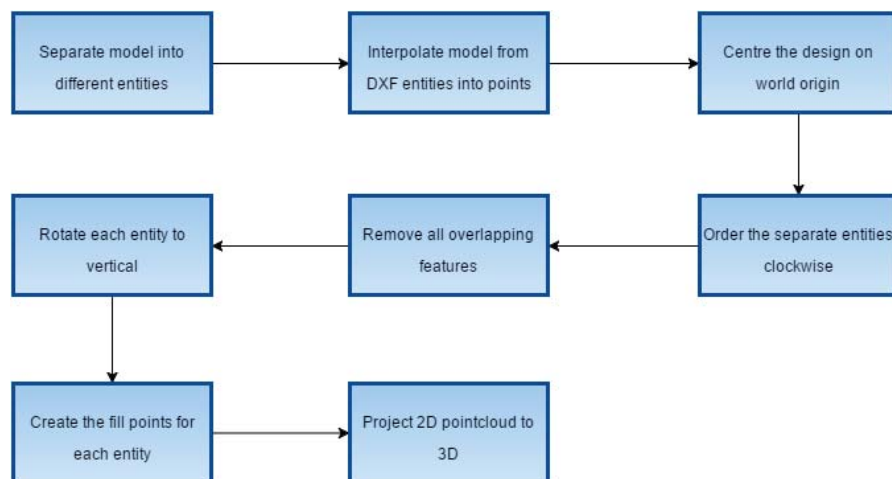 Separate model into
different entities
Interpolate model from
DXF entities into points
Centre the design on
world origin
Order the separate entities
clockwise
Remove all overlapping
features
Rotate each entity to
vertical
Create the fill points for
each entity
Project 2D pointcloud to
3D